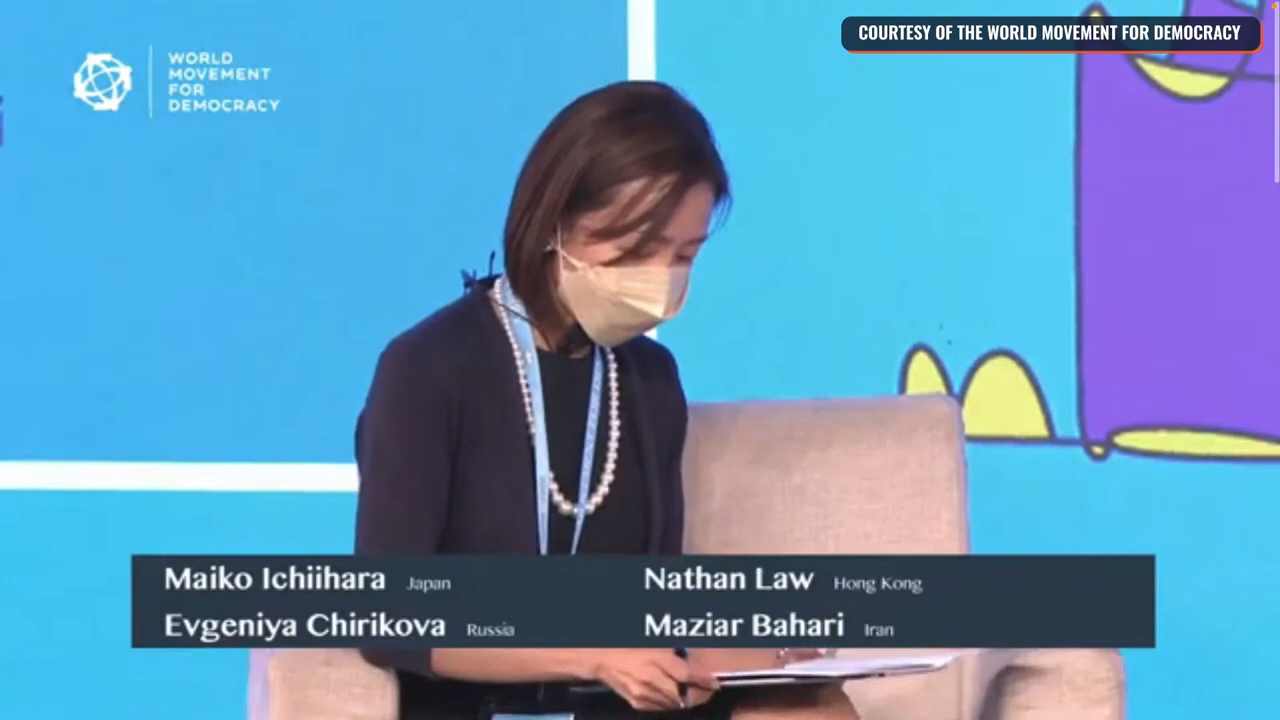 COURTESY OF THE WORLD MOVEMENT FOR DEMOCRACY
WORLD
MOVEMENT
FOR
DEMOCRACY
Maiko Ichiihara Japan
Nathan Law Hong Kong
Evgeniya Chirikova Russia
Maziar Bahari Iran